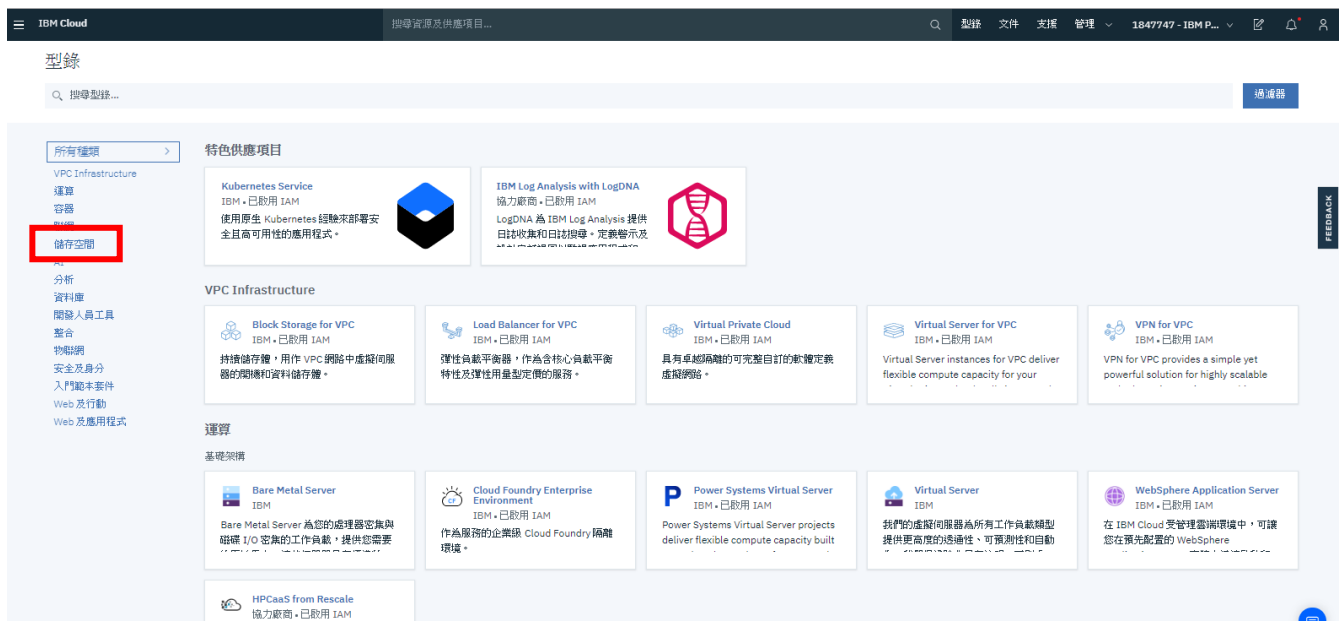 IBM Cloud
搜尋資源及供應項目...
型錄
文件
支援
管理
1847747 - IBM P...
型錄
搜尋型錄...
過濾器
所有種類
VPC Infrastructure
運算
容器
儲存空間
AI
分析
資料庫
開發人員工具
整合
物聯網
安全及身分
入門範本套件
Web 及行動
Web 及應用程式
特色供應項目
Kubernetes Service
IBM • 已啟用 IAM
使用原生 Kubernetes 經驗來部署安
全且高可用性的應用程式。
IBM Log Analysis with LogDNA
協力廠商 • 已啟用 IAM
LogDNA 為 IBM Log Analysis 提供
日誌收集和日誌搜尋。定義警示及
VPC Infrastructure
Block Storage for VPC
IBM • 已啟用 IAM
持續儲存體，用作 VPC 網路中虛擬伺服
器的開機和資料儲存體。
Load Balancer for VPC
IBM • 已啟用 IAM
彈性負載平衡器，作為含核心負載平衡
特性及彈性用量型定價的服務。
Virtual Private Cloud
IBM • 已啟用 IAM
具有卓越隔離的可完整自訂的軟體定義
虛擬網路。
Virtual Server for VPC
IBM • 已啟用 IAM
Virtual Server instances for VPC deliver
flexible compute capacity for your
VPN for VPC
IBM • 已啟用 IAM
VPN for VPC provides a simple yet
powerful solution for highly scalable
運算
基礎架構
Bare Metal Server
IBM
Bare Metal Server 為您的處理器密集與
磁碟 I/O 密集的工作負載，提供您需要
Cloud Foundry Enterprise
Environment
IBM • 已啟用 IAM
作為服務的企業級 Cloud Foundry 隔離
環境。
Power Systems Virtual Server
IBM • 已啟用 IAM
Power Systems Virtual Server projects
deliver flexible compute capacity built
Virtual Server
IBM
我們的虛擬伺服器為所有工作負載類型
提供更高度的透通性、可預測性和自動
WebSphere Application Server
IBM • 已啟用 IAM
在 IBM Cloud 受管理雲端環境中，可讓
您在預先配置的 WebSphere
HPCaaS from Rescale
協力廠商 • 已啟用 IAM
FEEDBACK